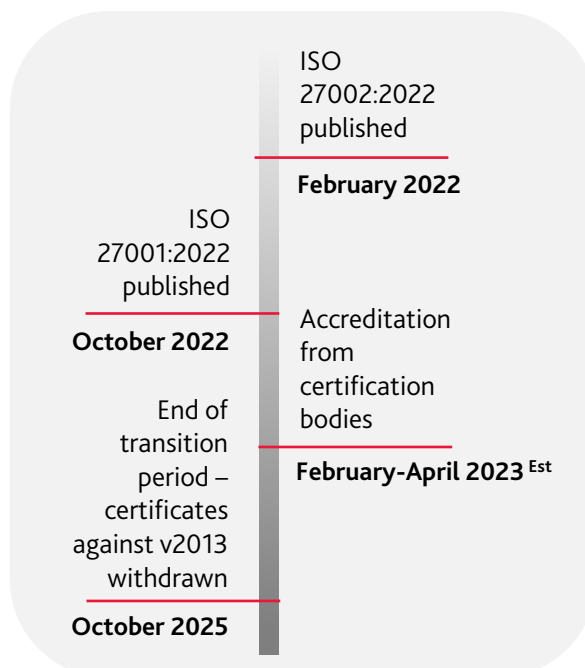 ISO
27002:2022
published
February 2022
ISO
27001:2022
published
October 2022
Accreditation
from
certification
bodies
February-April 2023 Est
End of
transition
period –
certificates
against v2013
withdrawn
October 2025